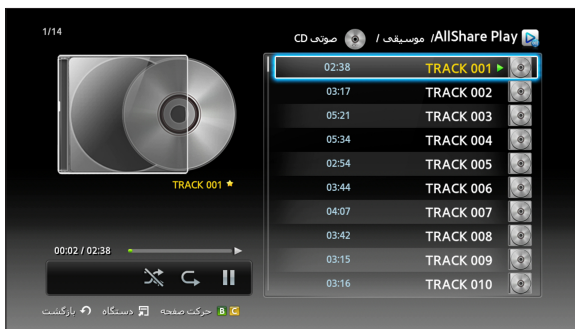 AllShare Play/ موسیقی / صوتی CD
1/14
TRACK 001 02:38
TRACK 002 03:17
TRACK 003 05:21
TRACK 004 05:34
TRACK 005 02:54
TRACK 006 03:44
TRACK 007 04:07
TRACK 008 03:42
TRACK 009 03:15
TRACK 010 03:16
TRACK 001
00:02 / 02:38
C B حرکت صفحه دستگاه بازگشت